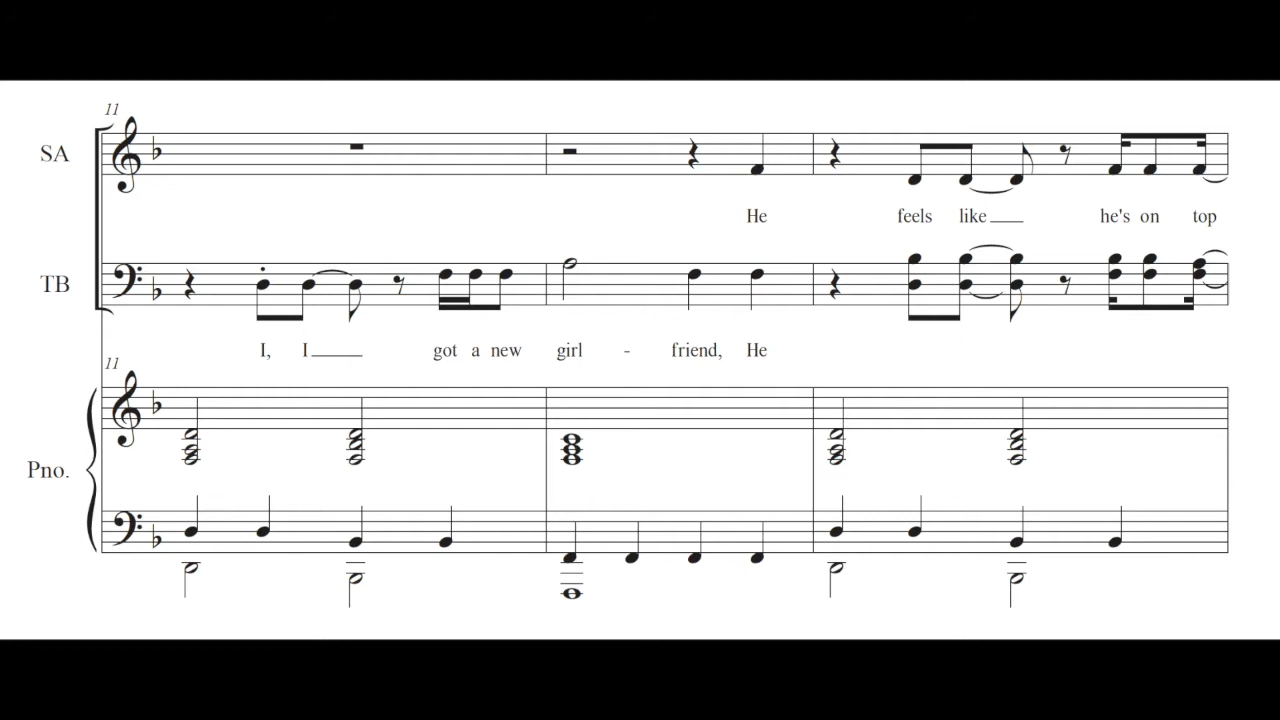 11
SA
He feels like he's on top
TB
I, I got a new girl - friend, He
11
Pno.